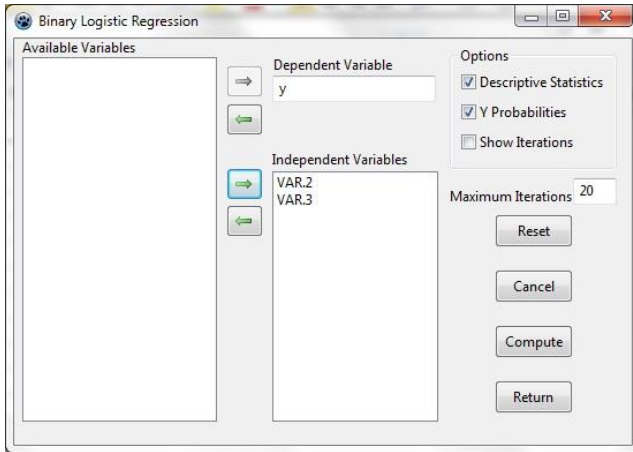 Binary Logistic Regression
Available Variables
Dependent Variable
y
Independent Variables
VAR.2
VAR.3
Options
Descriptive Statistics
Y Probabilities
Show Iterations
Maximum Iterations 20
Reset
Cancel
Compute
Return